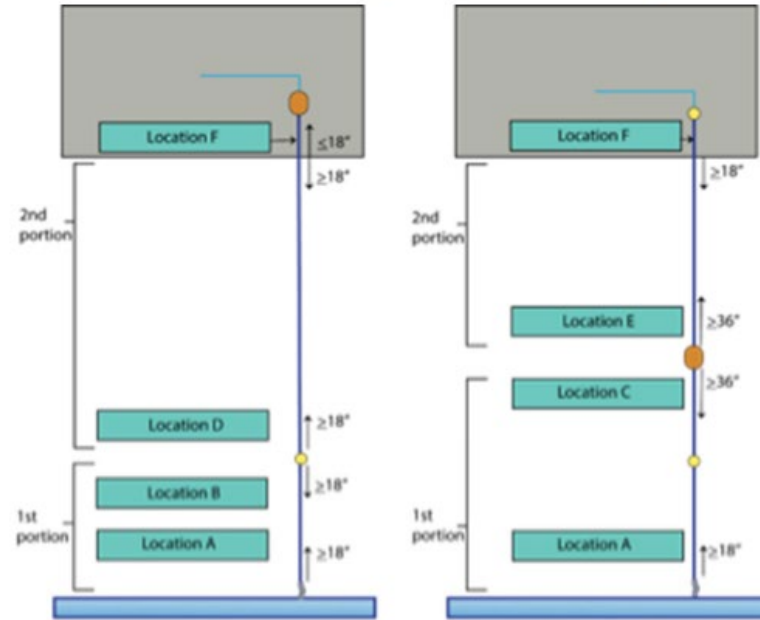 Location F
≤18"
≥18"
2nd
portion
Location D
≥18"
Location B
≥18"
1st
portion
Location A
≥18"
Location F
≥18"
2nd
portion
Location E
≥36"
Location C
≥36"
1st
portion
Location A
≥18"